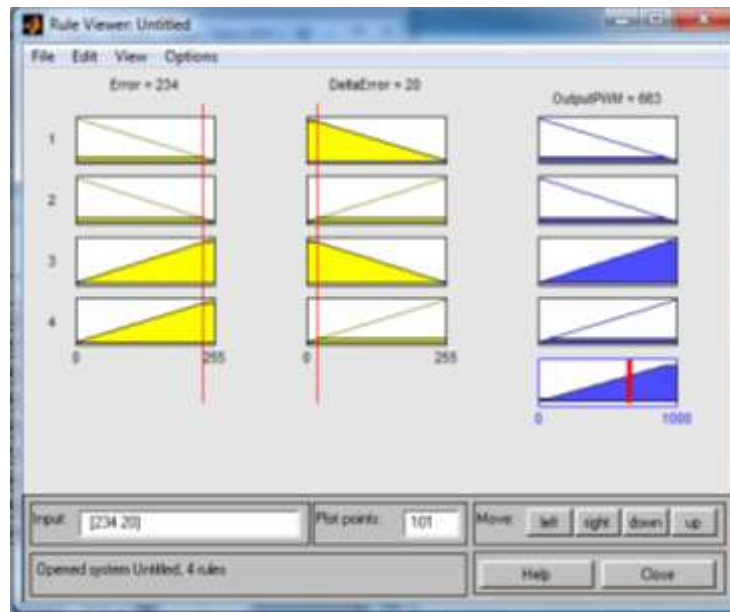 Rule Viewer: Untitled
File Edit View Options
Error = 234 DeltaError = 20
OutputPWM = 663
1
2
3
4
0 255 0 255
0 1000
Input: [234 20] Plot points: 101 Move: left right down up
Opened system Untitled, 4 rules Help Close